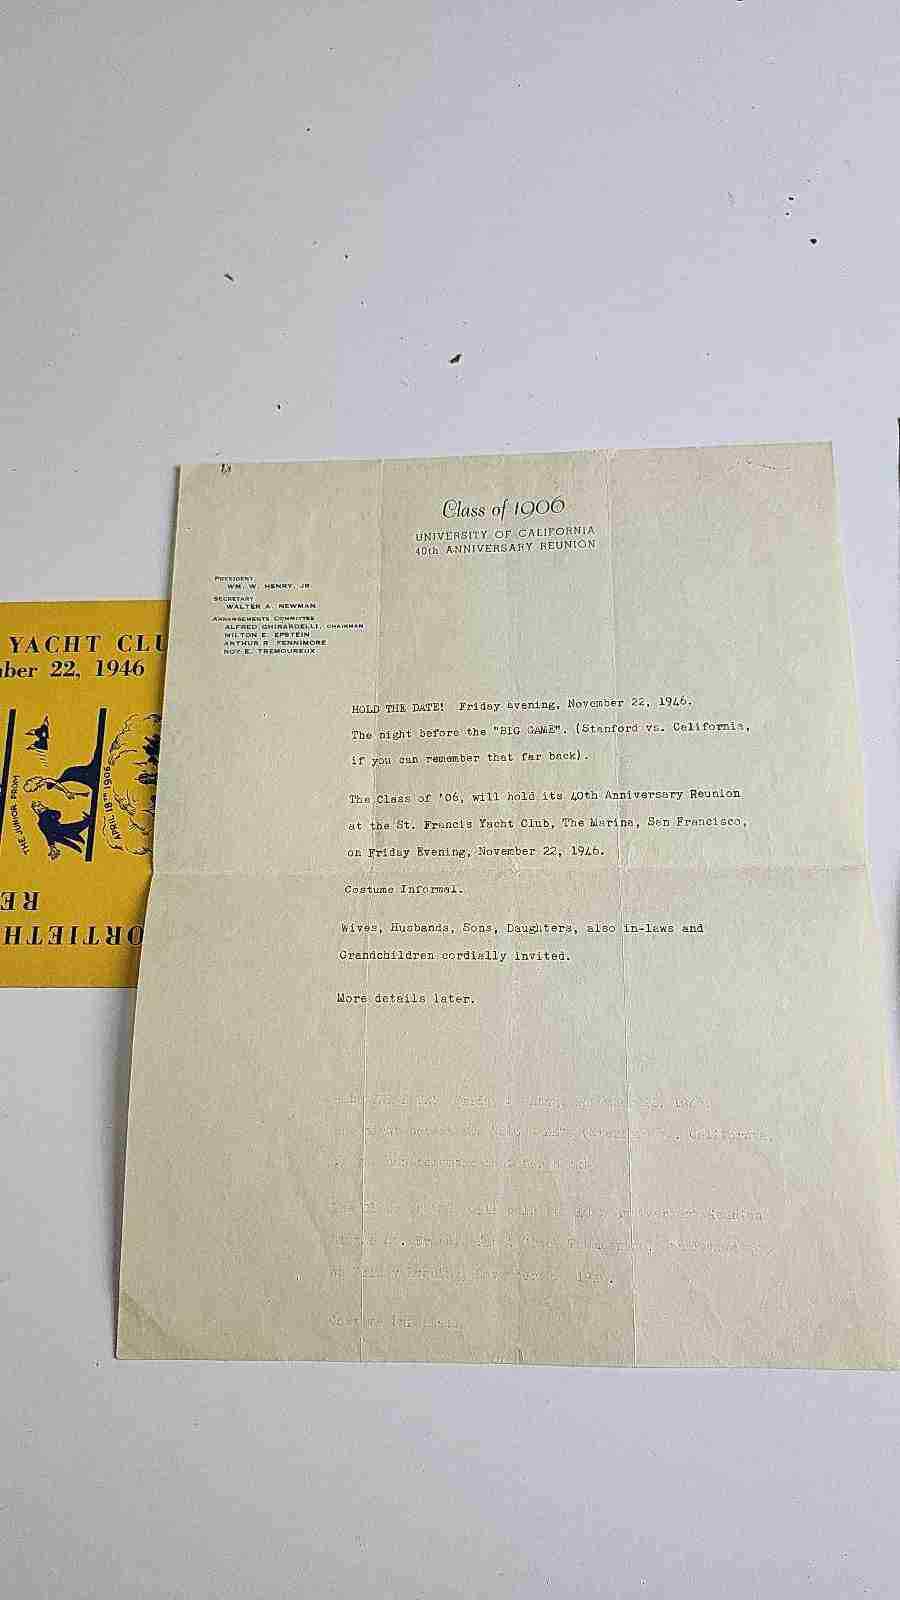 Class of 1906
UNIVERSITY OF CALIFORNIA
40th ANNIVERSARY REUNION
PRESIDENT
WM. W. HENRY, JR.
SECRETARY
WALTER A. NEWMAN
ARRANGEMENTS COMMITTEE
ALFRED GHIRARDELLI, CHAIRMAN
MILTON E. EPSTEIN
ARTHUR R. FENNIMORE
ROY E. TREMOUREUX
HOLD THE DATE! Friday evening, November 22, 1946.
The night before the "BIG GAME". (Stanford vs. California,
if you can remember that far back).
The Class of '06, will hold its 40th Anniversary Reunion
at the St. Francis Yacht Club, The Marina, San Francisco,
on Friday Evening, November 22, 1946.
Costume Informal.
Wives, Husbands, Sons, Daughters, also in-laws and
Grandchildren cordially invited.
More details later.
YACHT CLU
ber 22, 1946
THE JUNIOR PROM
APRIL 18TH 1906
RE
ORTIETH